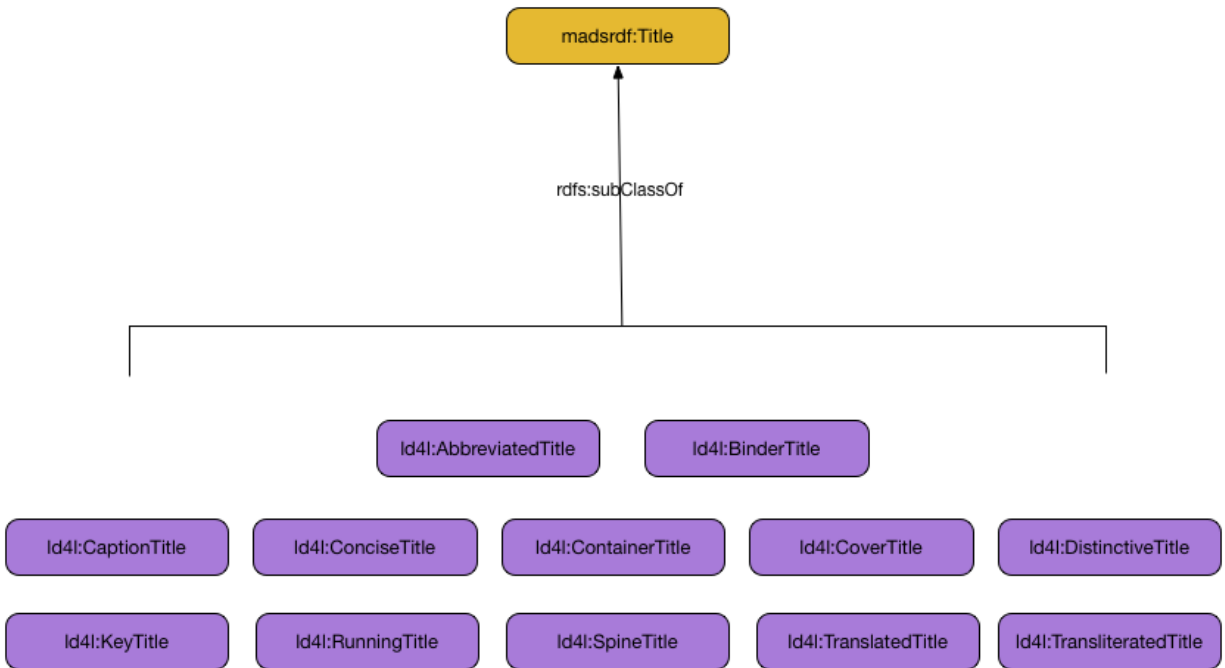 madsrdf:Title
rdfs:subClassOf
ld4l:AbbreviatedTitle ld4l:BinderTitle
ld4l:CaptionTitle ld4l:ConciseTitle ld4l:ContainerTitle ld4l:CoverTitle ld4l:DistinctiveTitle
ld4l:KeyTitle ld4l:RunningTitle ld4l:SpineTitle ld4l:TranslatedTitle ld4l:TransliteratedTitle